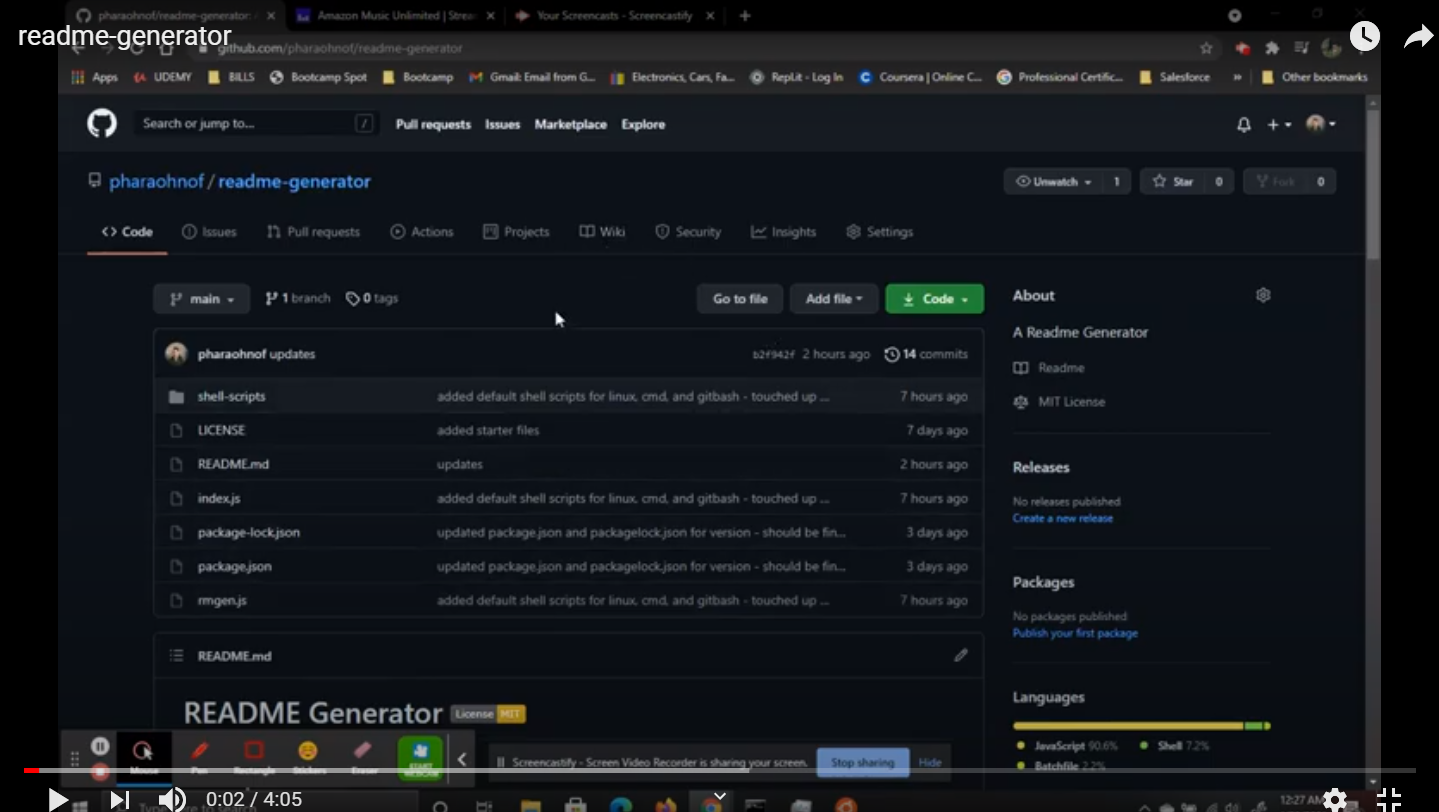 pharaohnof/readme-generator: A
Amazon Music Unlimited | Strea
Your Screencasts - Screencastify
readme-generator
github.com/pharaohnof/readme-generator
Apps UDEMY BILLS Bootcamp Spot Bootcamp Gmail: Email from G... Electronics, Cars, Fa... Repl.it - Log In Coursera | Online C... Professional Certific... Salesforce » Other bookmarks
Search or jump to... / Pull requests Issues Marketplace Explore
pharaohnof / readme-generator Unwatch 1 Star 0 Fork 0
<> Code Issues Pull requests Actions Projects Wiki Security Insights Settings
main 1 branch 0 tags Go to file Add file Code About
A Readme Generator
pharaohnof updates b2f942f 2 hours ago 14 commits
Readme
shell-scripts added default shell scripts for linux, cmd, and gitbash - touched up ... 7 hours ago
MIT License
LICENSE added starter files 7 days ago
README.md updates 2 hours ago Releases
index.js added default shell scripts for linux, cmd, and gitbash - touched up ... 7 hours ago No releases published
Create a new release
package-lock.json updated package.json and packagelock.json for version - should be fin... 3 days ago
package.json updated package.json and packagelock.json for version - should be fin... 3 days ago Packages
rmgen.js added default shell scripts for linux, cmd, and gitbash - touched up ... 7 hours ago No packages published
Publish your first package
README.md
README Generator License MIT Languages
JavaScript 90.6% Shell 7.2%
Batchfile 2.2%
Mouse Pen Rectangle Stickers Eraser START WEBCAM Screencastify - Screen Video Recorder is sharing your screen. Stop sharing Hide
0:02 / 4:05 12:27 AM